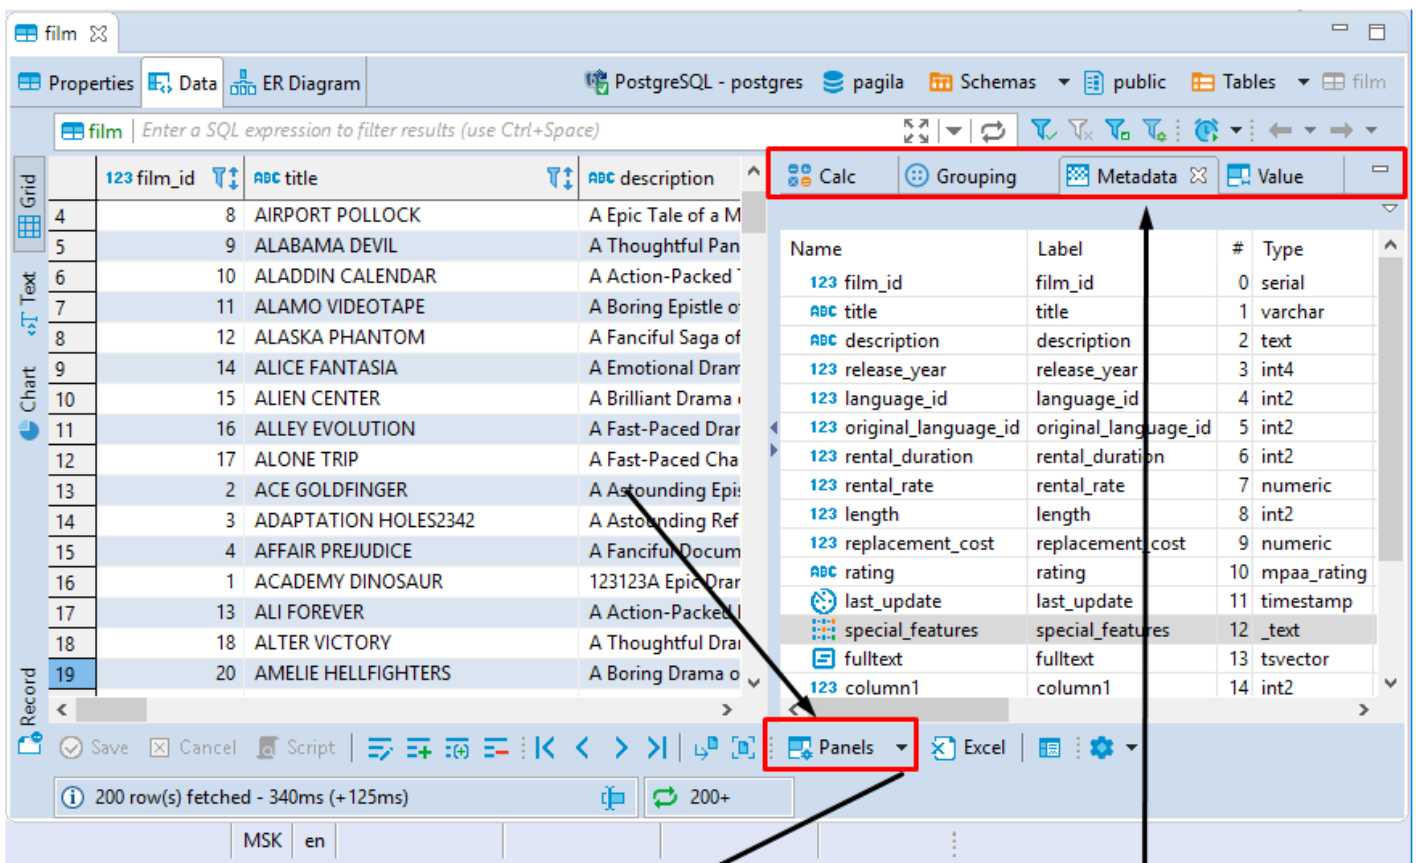 film
Properties Data ER Diagram PostgreSQL - postgres pagila Schemas public Tables film
film Enter a SQL expression to filter results (use Ctrl+Space)
Grid
Text
Chart
Record
123 film_id ABC title ABC description
4 8 AIRPORT POLLOCK A Epic Tale of a M
5 9 ALABAMA DEVIL A Thoughtful Pan
6 10 ALADDIN CALENDAR A Action-Packed
7 11 ALAMO VIDEOTAPE A Boring Epistle of
8 12 ALASKA PHANTOM A Fanciful Saga of
9 14 ALICE FANTASIA A Emotional Dram
10 15 ALIEN CENTER A Brilliant Drama
11 16 ALLEY EVOLUTION A Fast-Paced Drar
12 17 ALONE TRIP A Fast-Paced Cha
13 2 ACE GOLDFINGER A Astounding Epis
14 3 ADAPTATION HOLES2342 A Astounding Ref
15 4 AFFAIR PREJUDICE A Fanciful Docum
16 1 ACADEMY DINOSAUR 123123A Epic Drar
17 13 ALI FOREVER A Action-Packed
18 18 ALTER VICTORY A Thoughtful Drai
19 20 AMELIE HELLFIGHTERS A Boring Drama o
Calc Grouping Metadata Value
Name Label # Type
123 film_id film_id 0 serial
ABC title title 1 varchar
ABC description description 2 text
123 release_year release_year 3 int4
123 language_id language_id 4 int2
123 original_language_id original_language_id 5 int2
123 rental_duration rental_duration 6 int2
123 rental_rate rental_rate 7 numeric
123 length length 8 int2
123 replacement_cost replacement_cost 9 numeric
ABC rating rating 10 mpaa_rating
last_update last_update 11 timestamp
special_features special_features 12 _text
fulltext fulltext 13 tsvector
123 column1 column1 14 int2
Save Cancel Script Panels Excel
200 row(s) fetched - 340ms (+125ms) 200+
MSK en